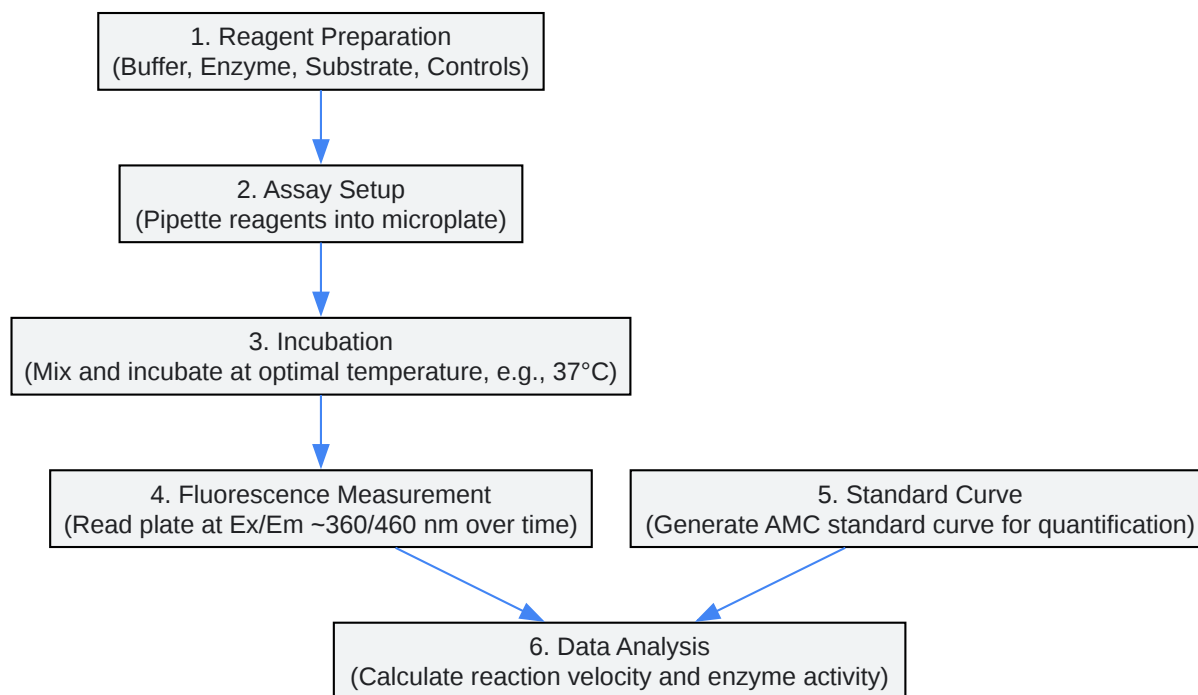 1. Reagent Preparation
(Buffer, Enzyme, Substrate, Controls)
2. Assay Setup
(Pipette reagents into microplate)
3. Incubation
(Mix and incubate at optimal temperature, e.g., 37°C)
4. Fluorescence Measurement
(Read plate at Ex/Em ~360/460 nm over time)
5. Standard Curve
(Generate AMC standard curve for quantification)
6. Data Analysis
(Calculate reaction velocity and enzyme activity)